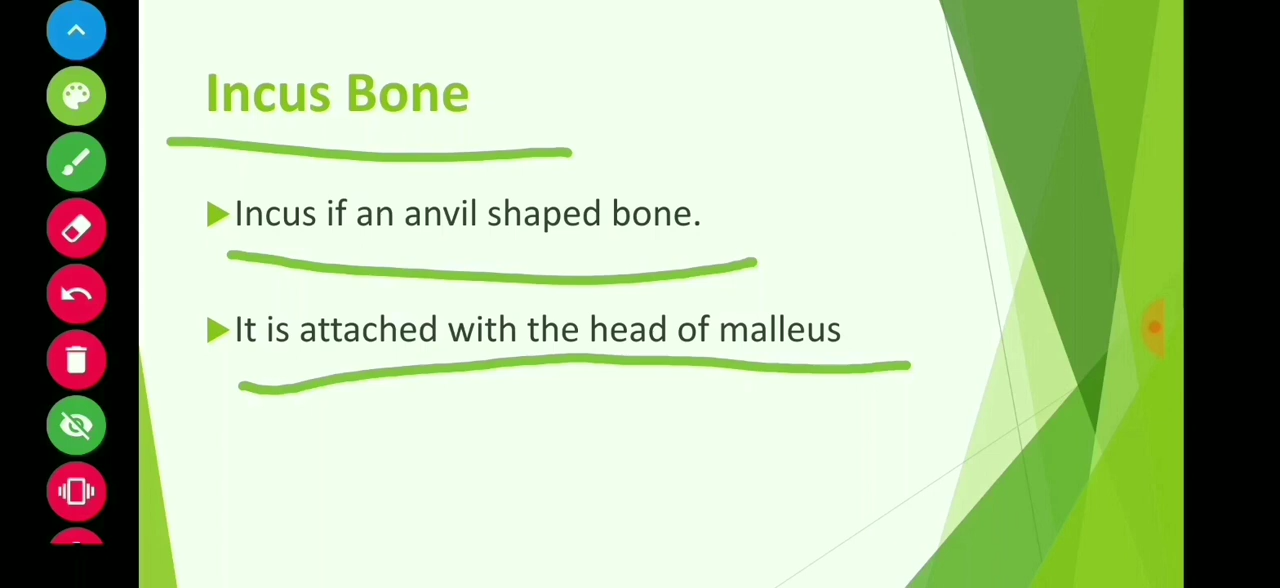 Incus Bone
Incus if an anvil shaped bone.
It is attached with the head of malleus